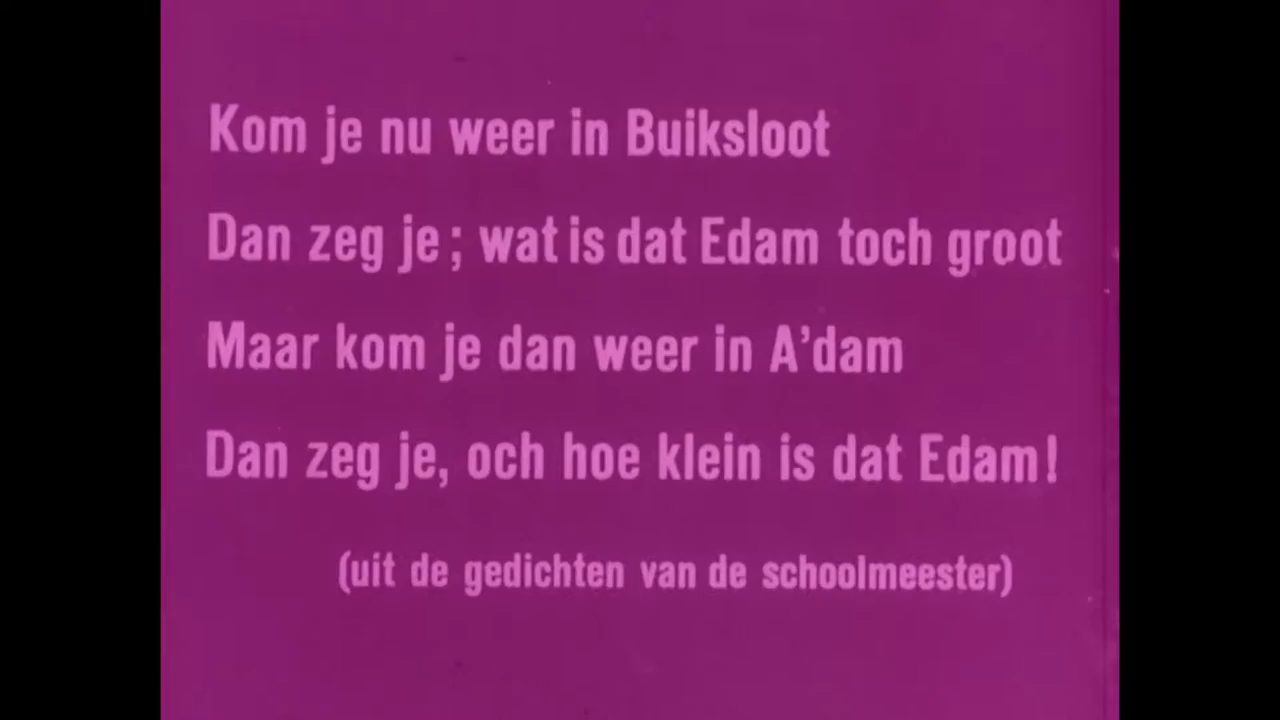 Kom je nu weer in Buiksloot
Dan zeg je; wat is dat Edam toch groot
Maar kom je dan weer in A'dam
Dan zeg je, och hoe klein is dat Edam!
(uit de gedichten van de schoolmeester)